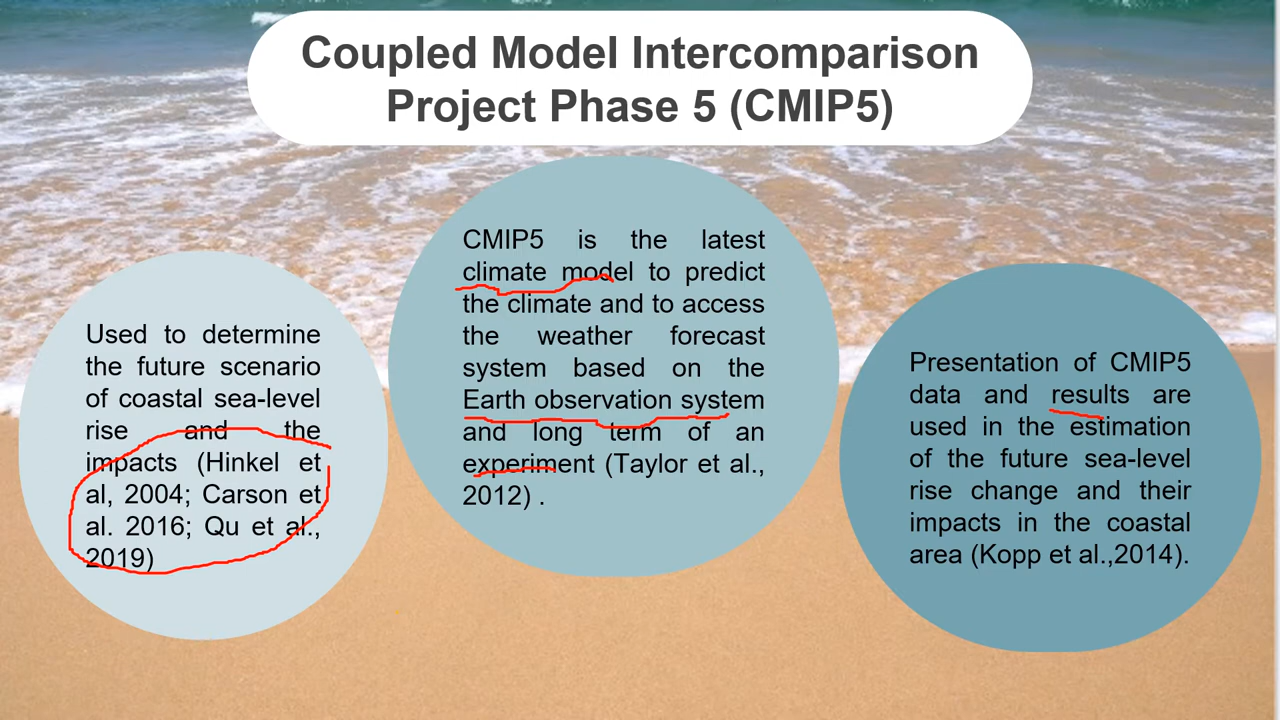 Coupled Model Intercomparison
Project Phase 5 (CMIP5)
Used to determine
the future scenario
of coastal sea-level
rise and the
impacts (Hinkel et
al, 2004; Carson et
al. 2016; Qu et al.,
2019)
CMIP5 is the latest
climate model to predict
the climate and to access
the weather forecast
system based on the
Earth observation system
and long term of an
experiment (Taylor et al.,
2012) .
Presentation of CMIP5
data and results are
used in the estimation
of the future sea-level
rise change and their
impacts in the coastal
area (Kopp et al.,2014).